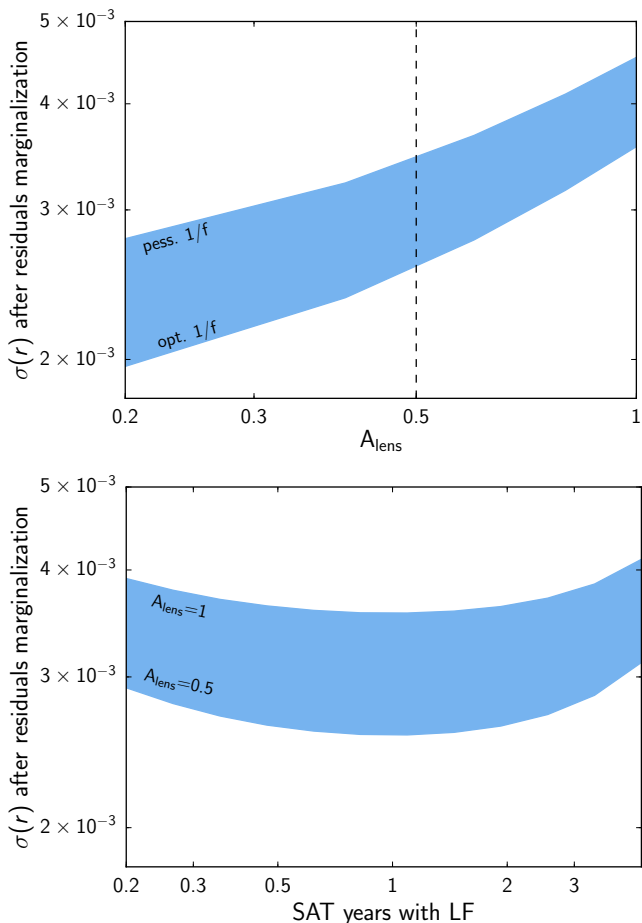 5 × 10⁻³
4 × 10⁻³
3 × 10⁻³
2 × 10⁻³
σ(r) after residuals marginalization
pess. 1/f
opt. 1/f
0.2 0.3 0.5 1
A_lens
5 × 10⁻³
4 × 10⁻³
3 × 10⁻³
2 × 10⁻³
σ(r) after residuals marginalization
A_lens=1
A_lens=0.5
0.2 0.3 0.5 1 2 3
SAT years with LF